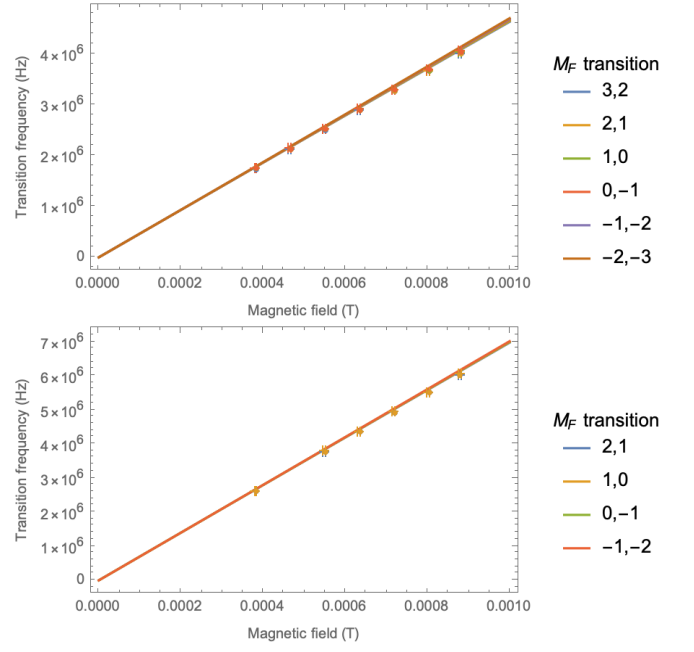 4 × 10⁶
3 × 10⁶
2 × 10⁶
1 × 10⁶
0
Transition frequency (Hz)
0.0000 0.0002 0.0004 0.0006 0.0008 0.0010
Magnetic field (T)
M_F transition
3,2
2,1
1,0
0,−1
−1,−2
−2,−3
7 × 10⁶
6 × 10⁶
5 × 10⁶
4 × 10⁶
3 × 10⁶
2 × 10⁶
1 × 10⁶
0
Transition frequency (Hz)
0.0000 0.0002 0.0004 0.0006 0.0008 0.0010
Magnetic field (T)
M_F transition
2,1
1,0
0,−1
−1,−2